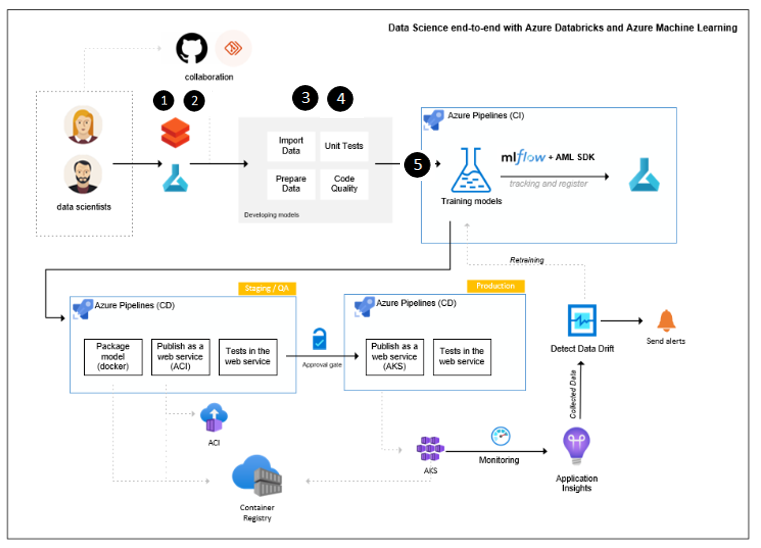 Data Science end-to-end with Azure Databricks and Azure Machine Learning
collaboration
1
2
3
4
Import
Data
Unit Tests
Prepare
Data
Code
Quality
Developing models
data scientists
5
Azure Pipelines (CI)
mlflow + AML SDK
tracking and register
Training models
Retreining
Staging / QA
Azure Pipelines (CD)
Package
model
(docker)
Publish as a
web service
(ACI)
Tests in the
web service
Approval gate
Production
Azure Pipelines (CD)
Publish as a
web service
(AKS)
Tests in the
web service
Detect Data Drift
Send alerts
Collected Data
ACI
AKS
Monitoring
Application
Insights
Container
Registry